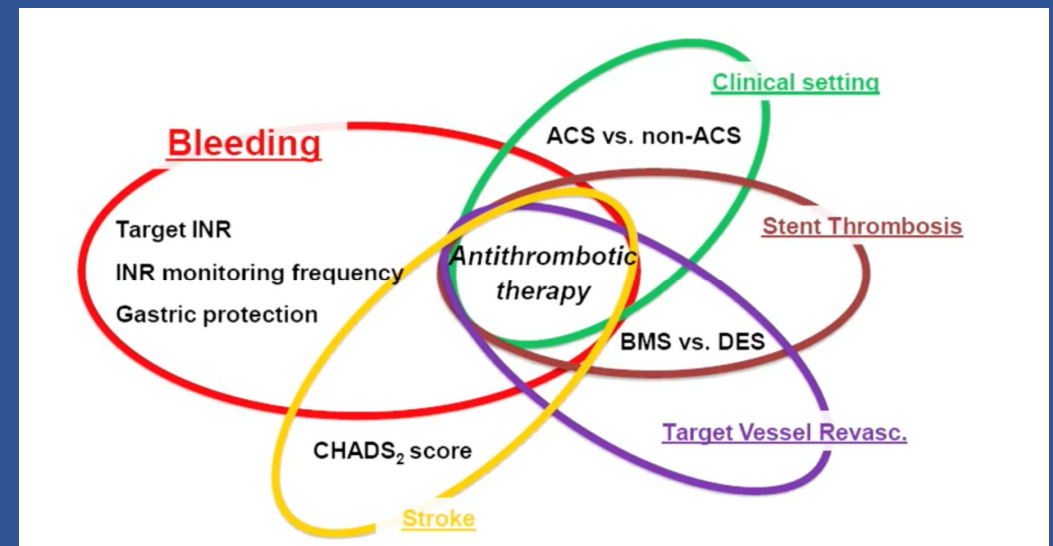 Clinical setting
ACS vs. non-ACS
Bleeding
Stent Thrombosis
Target INR
INR monitoring frequency
Gastric protection
Antithrombotic
therapy
BMS vs. DES
Target Vessel Revasc.
CHADS₂ score
Stroke